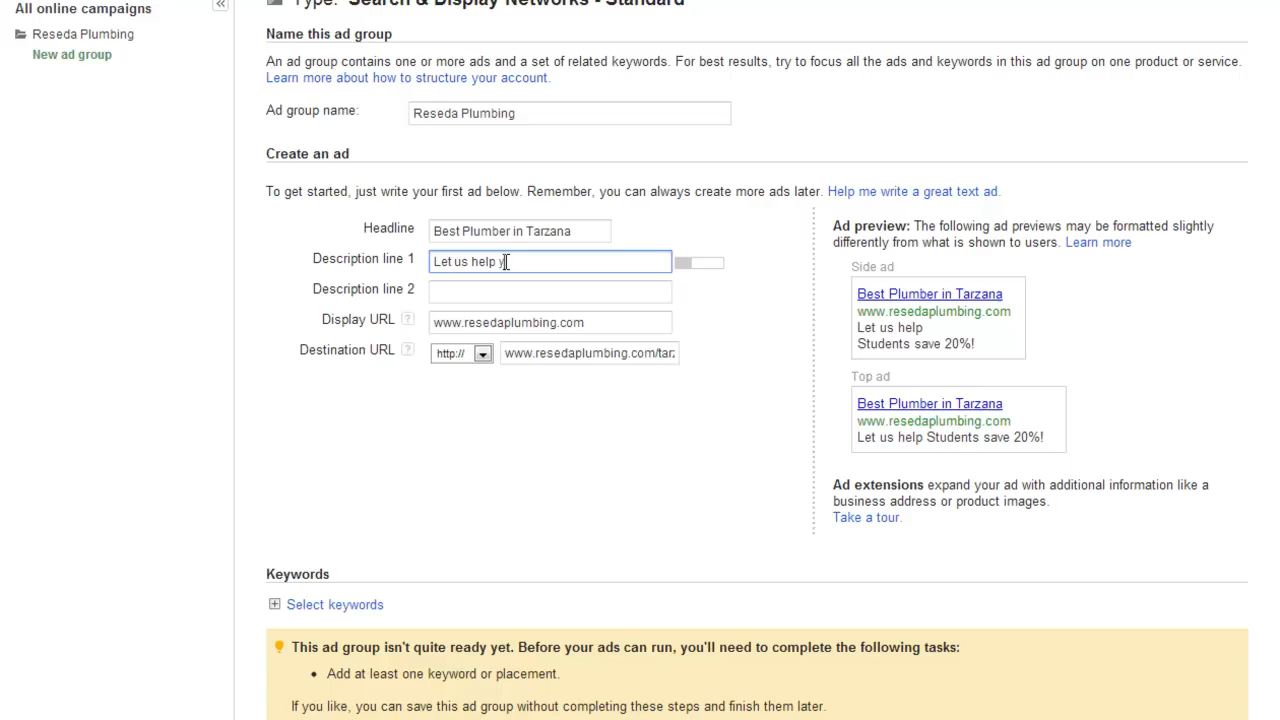 All online campaigns
«
Reseda Plumbing
New ad group
Type: Search & Display Networks - Standard
Name this ad group
An ad group contains one or more ads and a set of related keywords. For best results, try to focus all the ads and keywords in this ad group on one product or service.
Learn more about how to structure your account.
Ad group name: Reseda Plumbing
Create an ad
To get started, just write your first ad below. Remember, you can always create more ads later. Help me write a great text ad.
Headline Best Plumber in Tarzana
Description line 1 Let us help y
Description line 2
Display URL ? www.resedaplumbing.com
Destination URL ? http:// www.resedaplumbing.com/tar
Ad preview: The following ad previews may be formatted slightly
differently from what is shown to users. Learn more
Side ad
Best Plumber in Tarzana
www.resedaplumbing.com
Let us help
Students save 20%!
Top ad
Best Plumber in Tarzana
www.resedaplumbing.com
Let us help Students save 20%!
Ad extensions expand your ad with additional information like a
business address or product images.
Take a tour.
Keywords
Select keywords
This ad group isn't quite ready yet. Before your ads can run, you'll need to complete the following tasks:
• Add at least one keyword or placement.
If you like, you can save this ad group without completing these steps and finish them later.